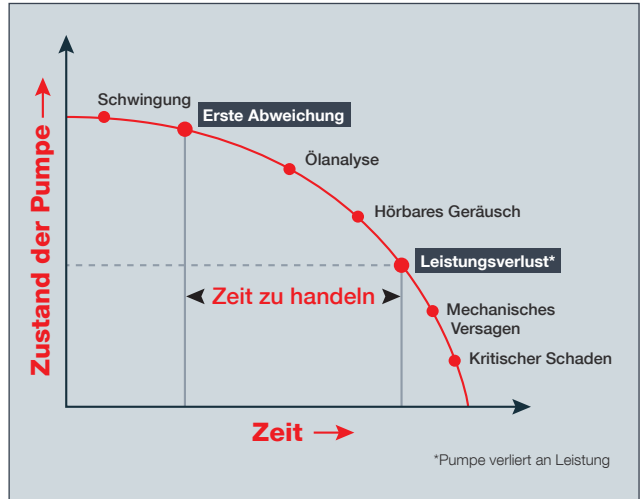 Zustand der Pumpe
Schwingung
Erste Abweichung
Ölanalyse
Hörbares Geräusch
Leistungsverlust*
Zeit zu handeln
Mechanisches
Versagen
Kritischer Schaden
Zeit
*Pumpe verliert an Leistung